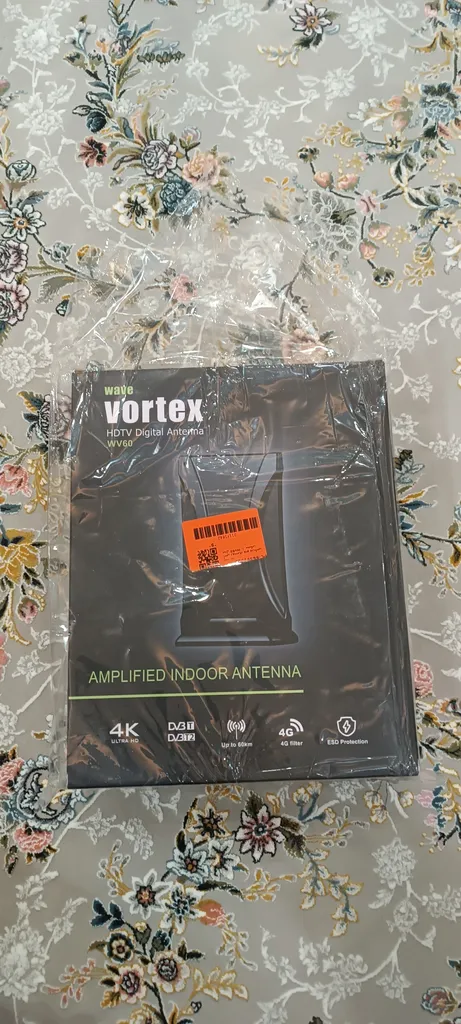 wave
vortex
HDTV Digital Antenna
WV60
AMPLIFIED INDOOR ANTENNA
4K
ULTRA HD
DVB T
DVB T2
Up to 60km
4G
4G filter
ESD Protection